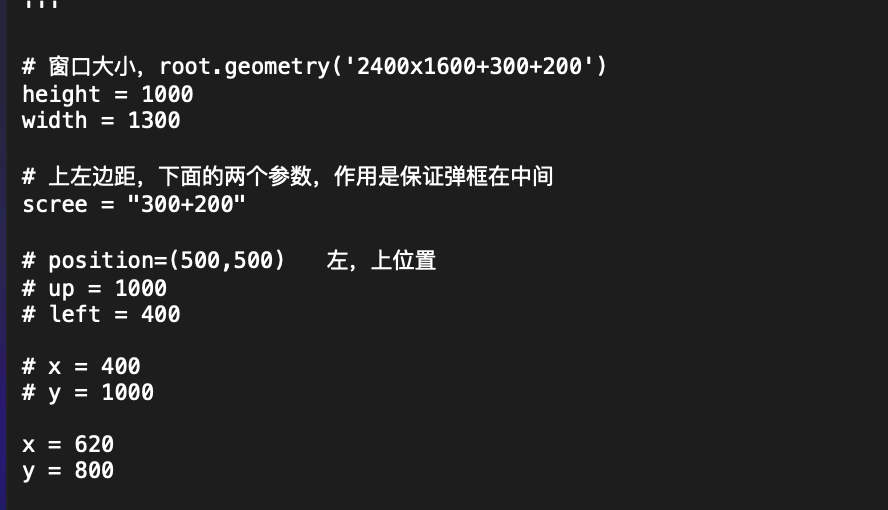 '''
# 窗口大小，root.geometry('2400x1600+300+200')
height = 1000
width = 1300
# 上左边距，下面的两个参数，作用是保证弹框在中间
scree = "300+200"
# position=(500,500)   左，上位置
# up = 1000
# left = 400
# x = 400
# y = 1000
x = 620
y = 800